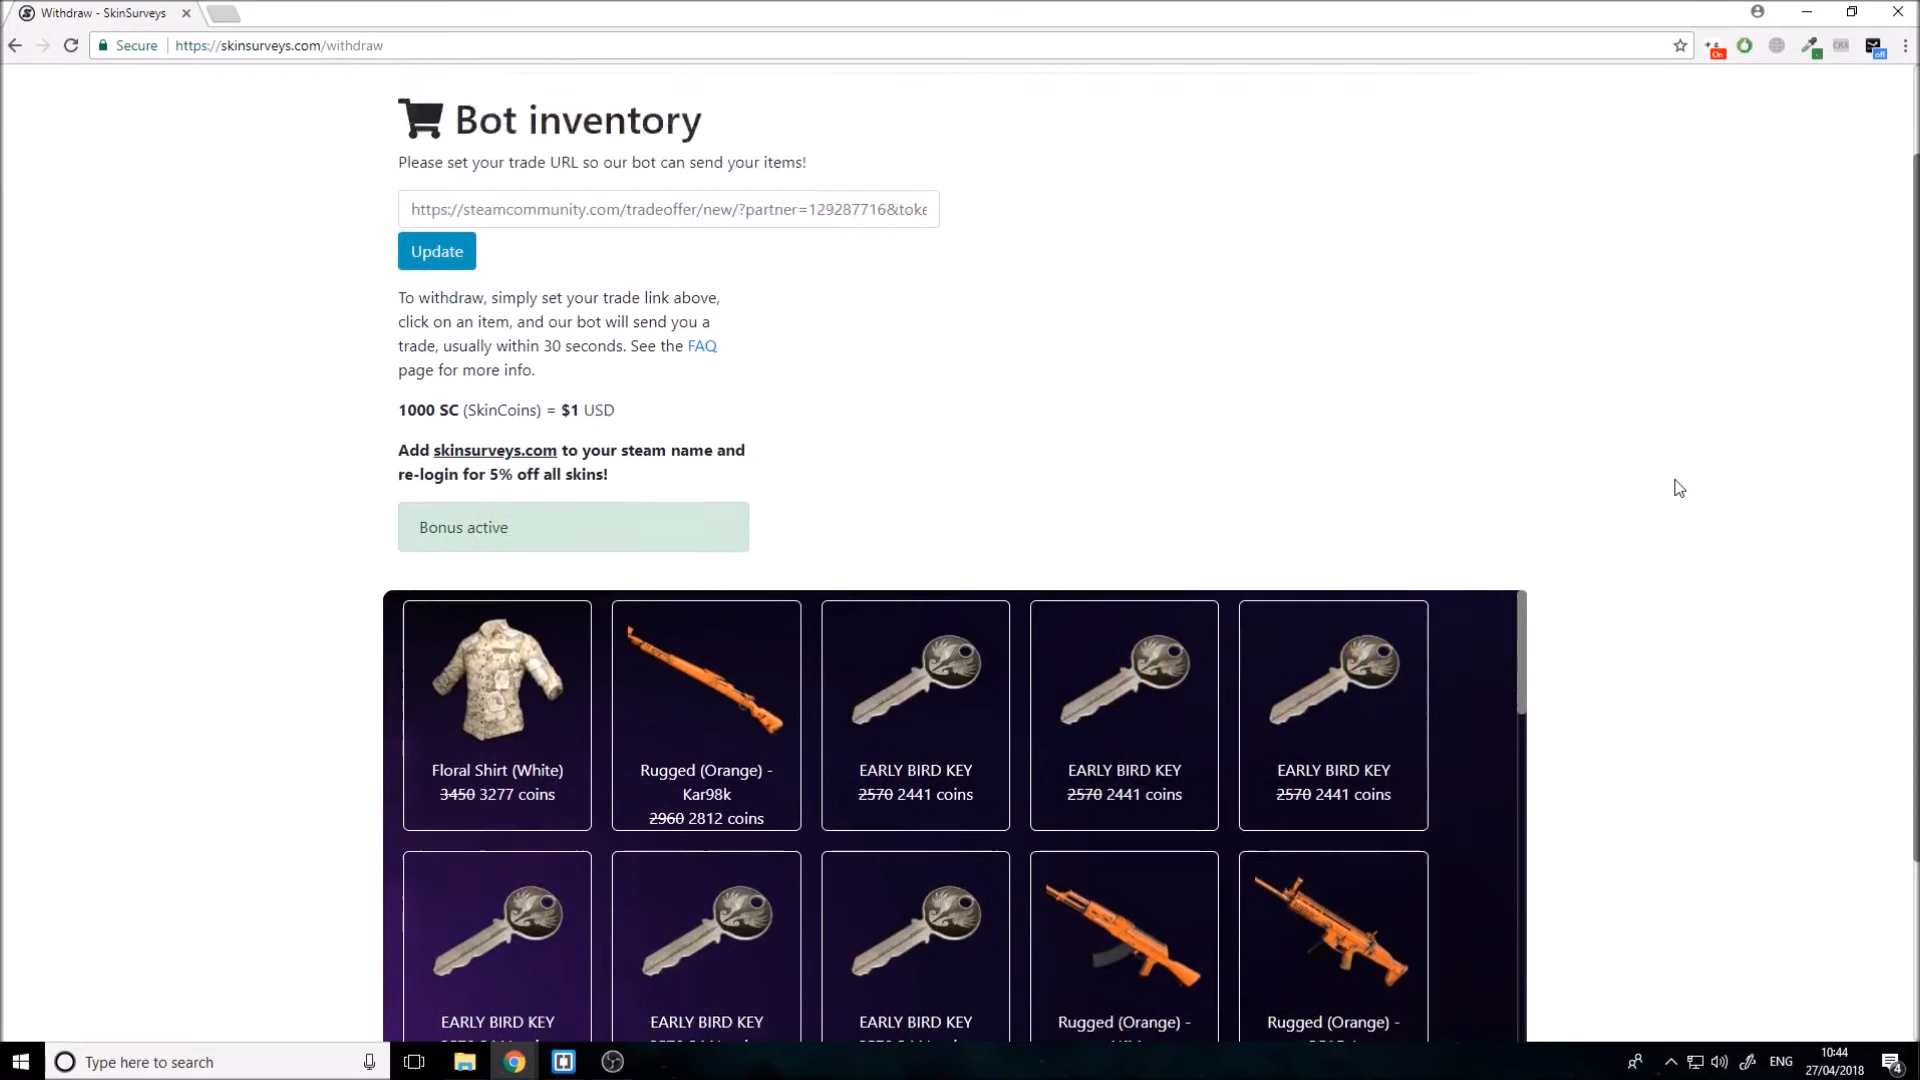 Withdraw - SkinSurveys
Secure https://skinsurveys.com/withdraw
On
CRX
off
Bot inventory
Please set your trade URL so our bot can send your items!
https://steamcommunity.com/tradeoffer/new/?partner=129287716&toke
Update
To withdraw, simply set your trade link above,
click on an item, and our bot will send you a
trade, usually within 30 seconds. See the FAQ
page for more info.
1000 SC (SkinCoins) = $1 USD
Add skinsurveys.com to your steam name and
re-login for 5% off all skins!
Bonus active
Floral Shirt (White)
3450 3277 coins
Rugged (Orange) -
Kar98k
2960 2812 coins
EARLY BIRD KEY
2570 2441 coins
EARLY BIRD KEY
2570 2441 coins
EARLY BIRD KEY
2570 2441 coins
EARLY BIRD KEY
EARLY BIRD KEY
EARLY BIRD KEY
Rugged (Orange) -
Rugged (Orange) -
Type here to search
ENG
10:44
27/04/2018
4